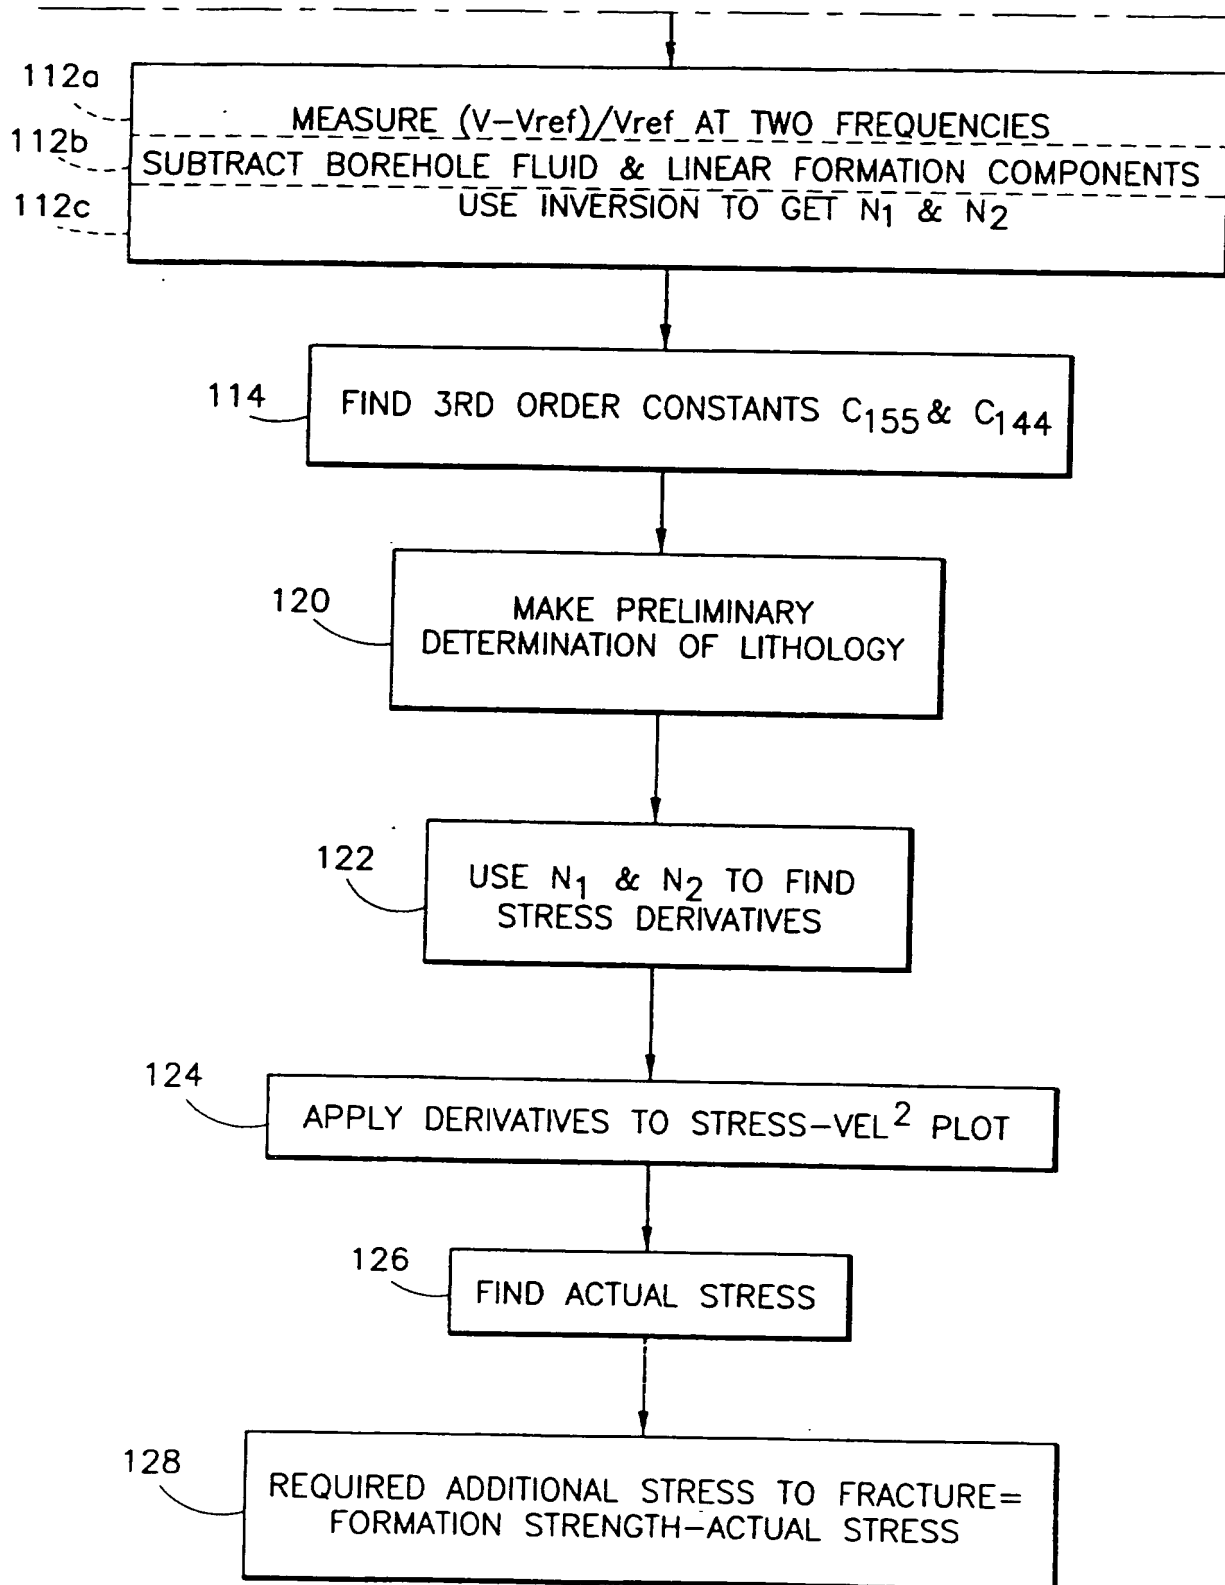 112a
MEASURE (V-Vref)/Vref AT TWO FREQUENCIES
112b
SUBTRACT BOREHOLE FLUID & LINEAR FORMATION COMPONENTS
112c
USE INVERSION TO GET N1 & N2
114
FIND 3RD ORDER CONSTANTS C155 & C144
120
MAKE PRELIMINARY
DETERMINATION OF LITHOLOGY
122
USE N1 & N2 TO FIND
STRESS DERIVATIVES
124
APPLY DERIVATIVES TO STRESS-VEL² PLOT
126
FIND ACTUAL STRESS
128
REQUIRED ADDITIONAL STRESS TO FRACTURE=
FORMATION STRENGTH-ACTUAL STRESS